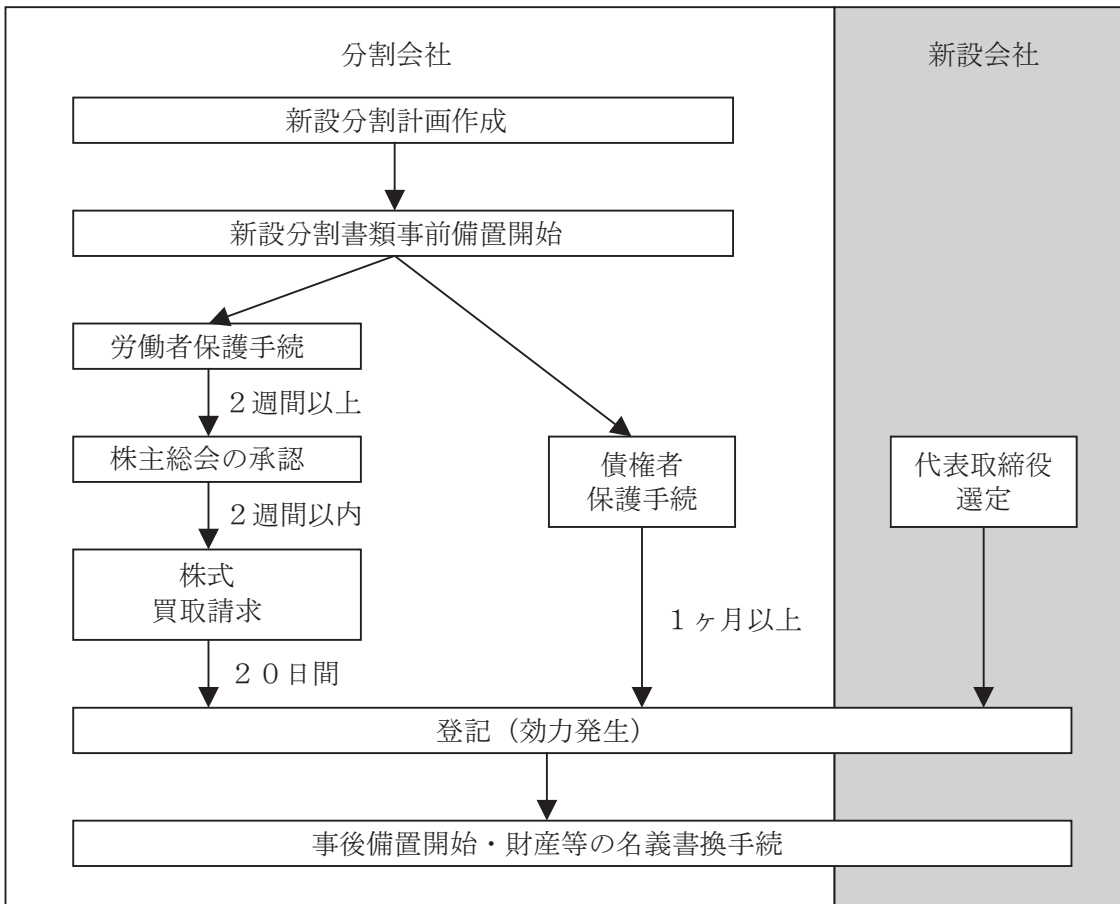 分割会社
新設会社
新設分割計画作成
新設分割書類事前備置開始
労働者保護手続
２週間以上
株主総会の承認
２週間以内
株式
買取請求
２０日間
債権者
保護手続
１ヶ月以上
代表取締役
選定
登記（効力発生）
事後備置開始・財産等の名義書換手続